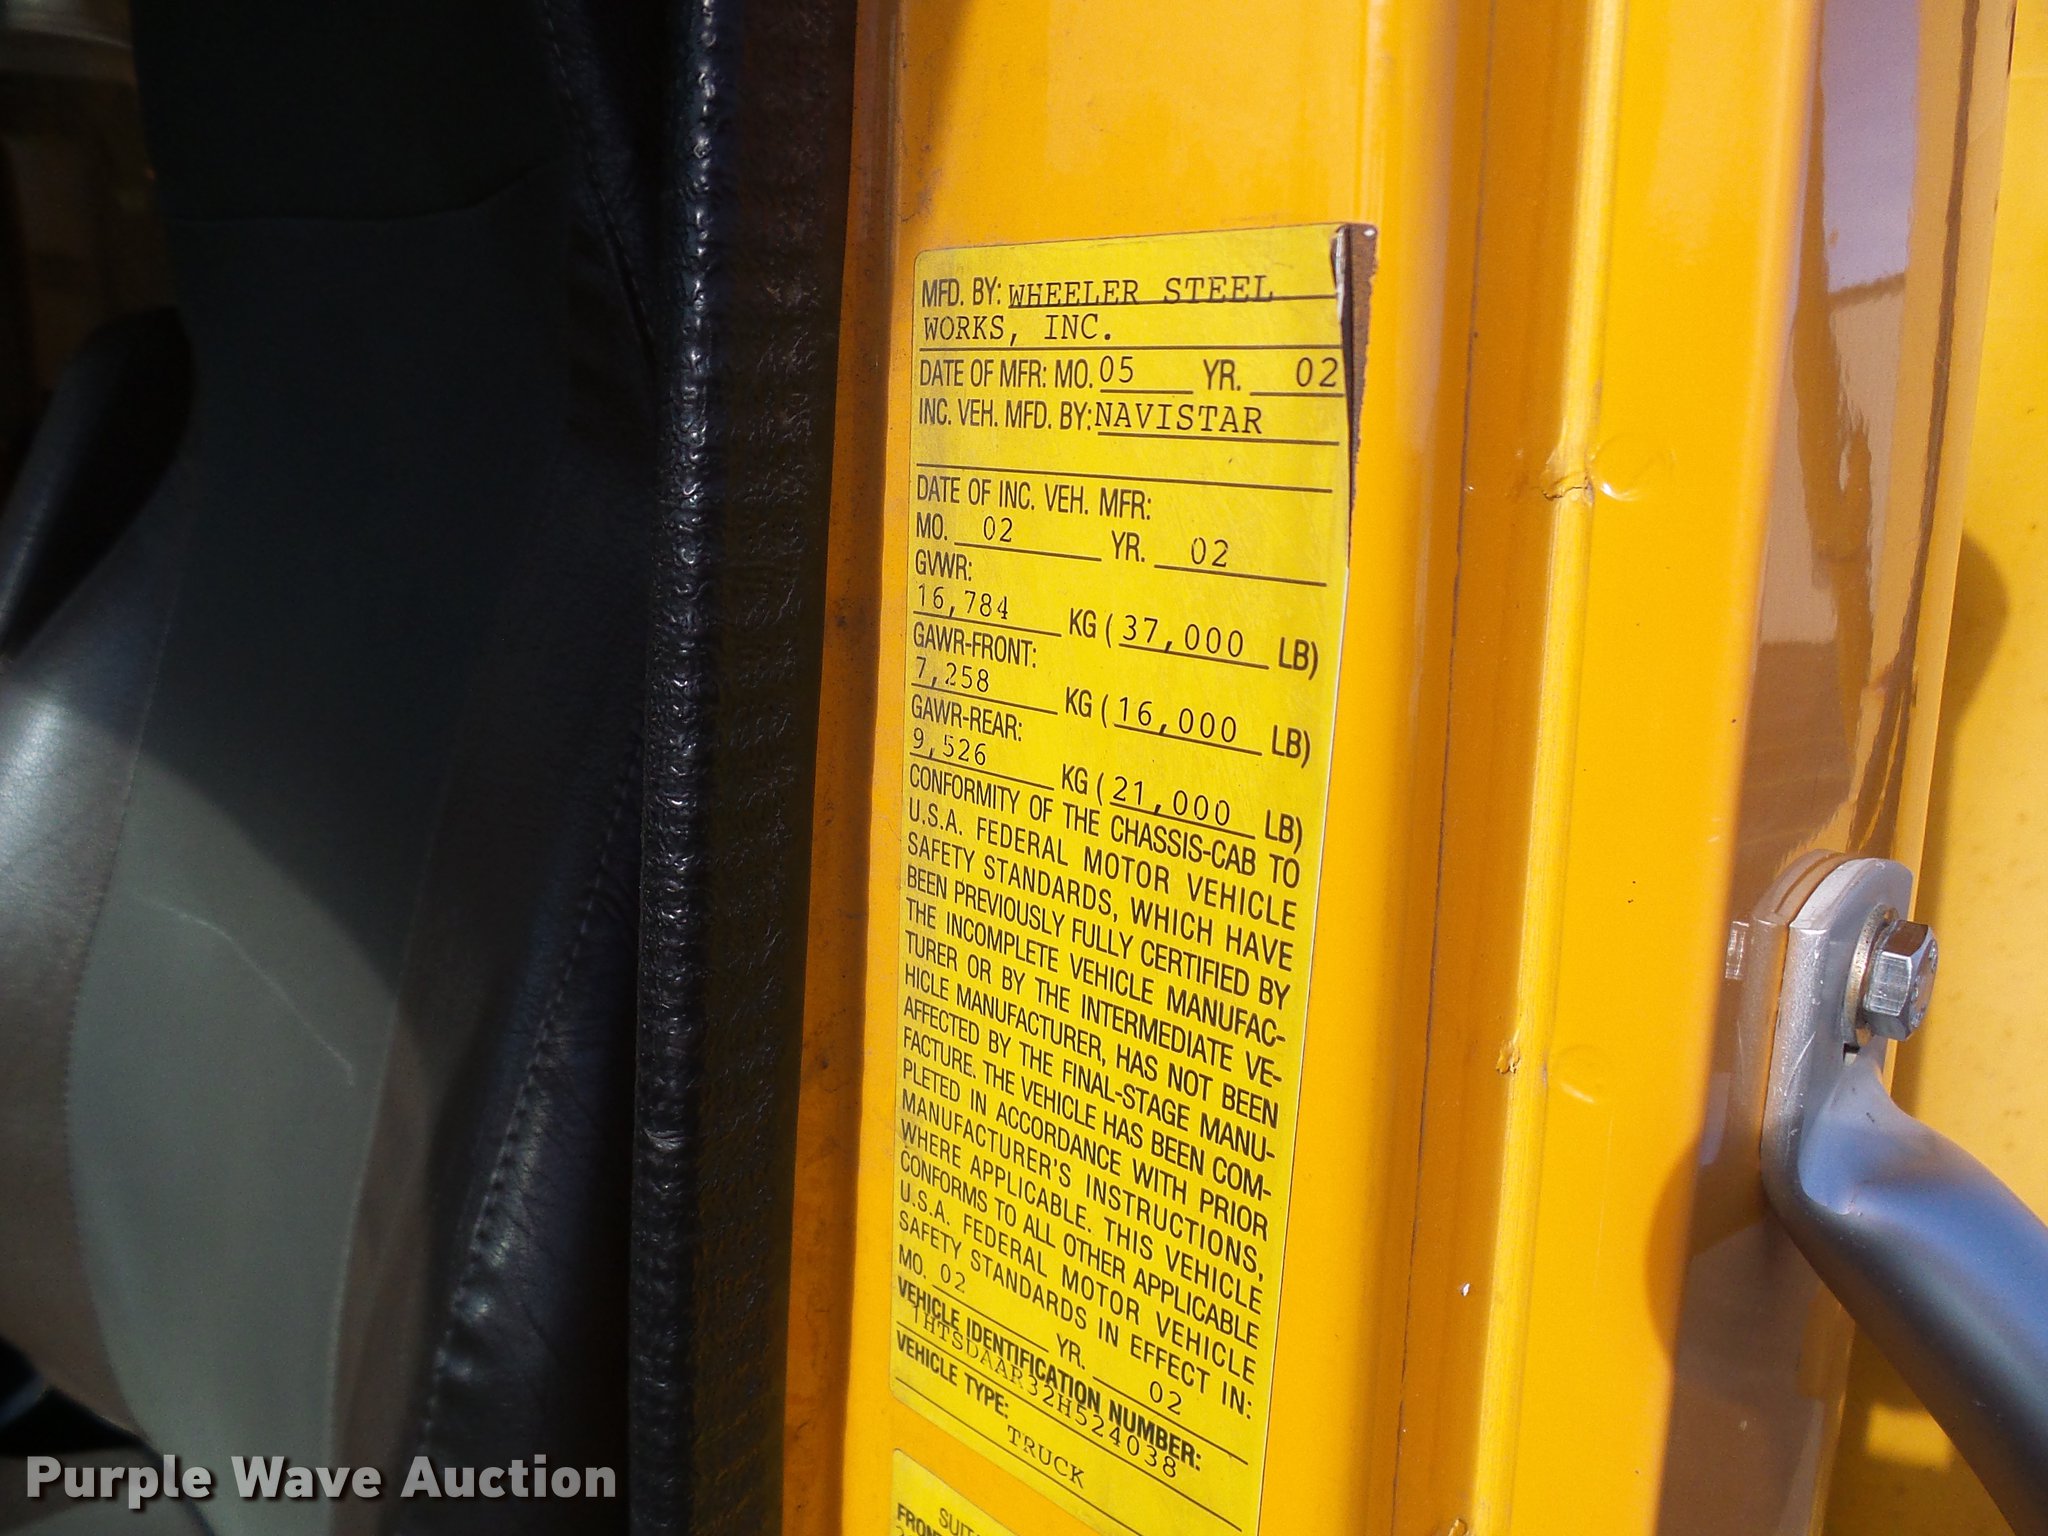 MFD. BY: WHEELER STEEL
WORKS, INC.
DATE OF MFR: MO. 05 YR. 02
INC. VEH. MFD. BY: NAVISTAR
DATE OF INC. VEH. MFR:
MO. 02 YR. 02
GVWR:
16,784 KG (37,000 LB)
GAWR-FRONT:
7,258 KG (16,000 LB)
GAWR-REAR:
9,526 KG (21,000 LB)
CONFORMITY OF THE CHASSIS-CAB TO
U.S.A. FEDERAL MOTOR VEHICLE
SAFETY STANDARDS, WHICH HAVE
BEEN PREVIOUSLY FULLY CERTIFIED BY
THE INCOMPLETE VEHICLE MANUFAC-
TURER OR BY THE INTERMEDIATE VE-
HICLE MANUFACTURER, HAS NOT BEEN
AFFECTED BY THE FINAL-STAGE MANU-
FACTURE. THE VEHICLE HAS BEEN COM-
PLETED IN ACCORDANCE WITH PRIOR
MANUFACTURER'S INSTRUCTIONS,
WHERE APPLICABLE. THIS VEHICLE
CONFORMS TO ALL OTHER APPLICABLE
U.S.A. FEDERAL MOTOR VEHICLE
SAFETY STANDARDS IN EFFECT IN:
MO. 02 YR. 02
VEHICLE IDENTIFICATION NUMBER:
1HTSDAAR32H524038
VEHICLE TYPE: TRUCK
Purple Wave Auction